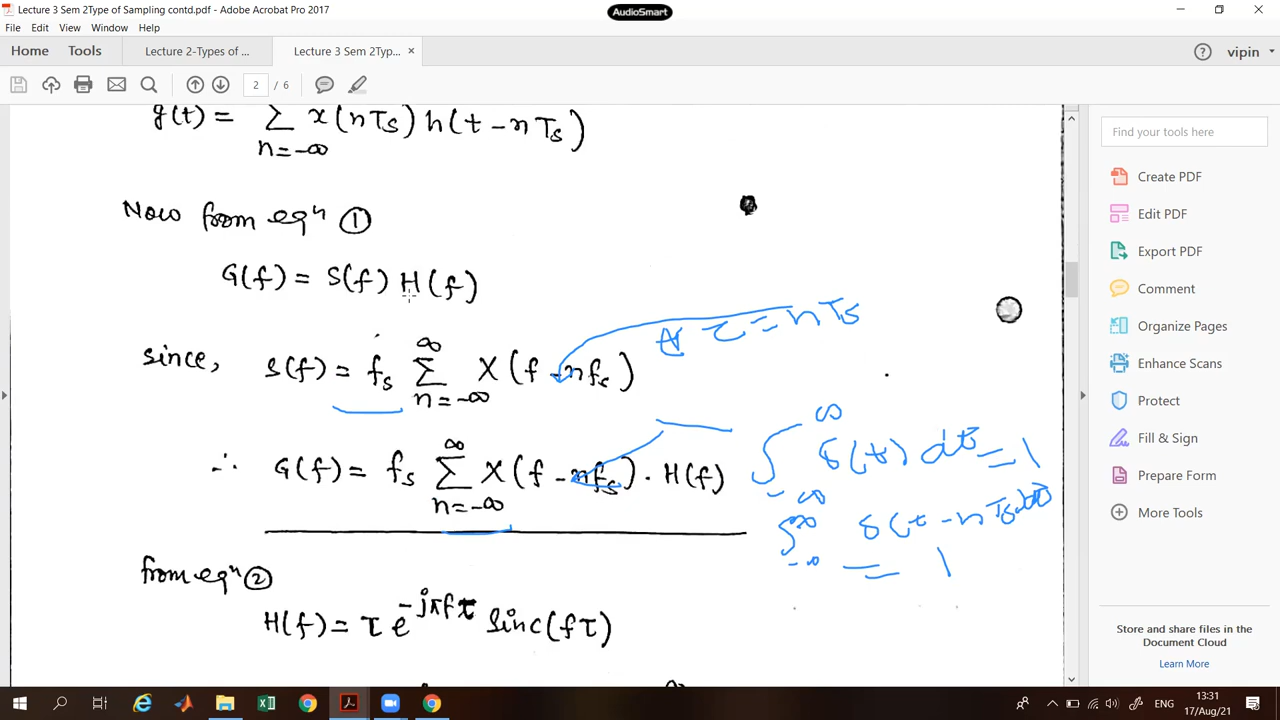 Lecture 3 Sem 2Type of Sampling contd.pdf - Adobe Acrobat Pro 2017
AudioSmart
File Edit View Window Help
Home Tools Lecture 2-Types of ... Lecture 3 Sem 2Typ... × vipin
2 / 6
g(t) = Σ x(nTs) h(t-nTs)
n=-∞
Now from eqn ①
G(f) = S(f) H(f)
τ = nTs
since, S(f) = fs Σ X(f-nfs)
∞
n=-∞
∴ G(f) = fs Σ X(f-nfs) . H(f)
∞
n=-∞
∫ δ(t) dt = 1
∞
-∞
∫ δ(t-nTs) dt
∞
-∞
= 1
from eqn ②
H(f) = τ e^-jπfτ sinc(fτ)
Find your tools here
Create PDF
Edit PDF
Export PDF
Comment
Organize Pages
Enhance Scans
Protect
Fill & Sign
Prepare Form
More Tools
Store and share files in the
Document Cloud
Learn More
ENG
13:31
17/Aug/21